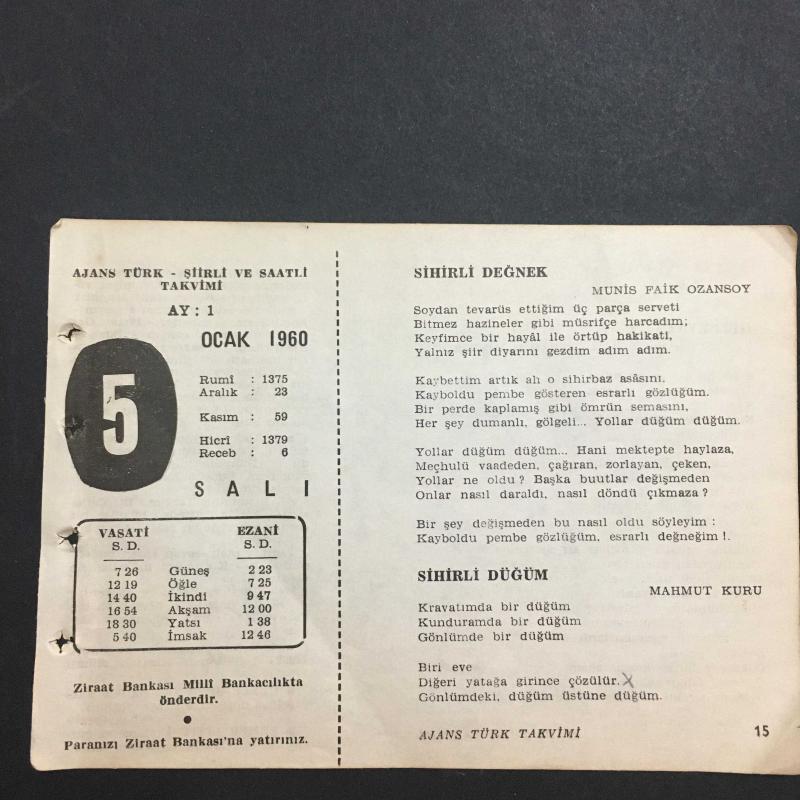 AJANS TÜRK - ŞİİRLİ VE SAATLİ
TAKVİMİ
AY : 1
OCAK 1960
5
Rumî : 1375
Aralık : 23
Kasım : 59
Hicrî : 1379
Receb : 6
SALI
VASATİ EZANİ
S. D. S. D.
7 26 Güneş 2 23
12 19 Öğle 7 25
14 40 İkindi 9 47
16 54 Akşam 12 00
18 30 Yatsı 1 38
5 40 İmsak 12 46
Ziraat Bankası Millî Bankacılıkta
önderdir.
Paranızı Ziraat Bankası'na yatırınız.
SİHİRLİ DEĞNEK
MUNİS FAİK OZANSOY
Soydan tevarüs ettiğim üç parça serveti
Bitmez hazineler gibi müsrifçe harcadım;
Keyfimce bir hayâl ile örtüp hakikati,
Yalnız şiir diyarını gezdim adım adım.
Kaybettim artık ah o sihirbaz asâsını.
Kayboldu pembe gösteren esrarlı gözlüğüm.
Bir perde kaplamış gibi ömrün semasını,
Her şey dumanlı, gölgeli... Yollar düğüm düğüm.
Yollar düğüm düğüm... Hani mektepte haylaza,
Meçhulü vaadeden, çağıran, zorlayan, çeken,
Yollar ne oldu? Başka buutlar değişmeden
Onlar nasıl daraldı, nasıl döndü çıkmaza?
Bir şey değişmeden bu nasıl oldu söyleyim :
Kayboldu pembe gözlüğüm, esrarlı değneğim !.
SİHİRLİ DÜĞÜM
MAHMUT KURU
Kravatımda bir düğüm
Kunduramda bir düğüm
Gönlümde bir düğüm
Biri eve
Diğeri yatağa girince çözülür. X
Gönlümdeki, düğüm üstüne düğüm.
AJANS TÜRK TAKVİMİ 15